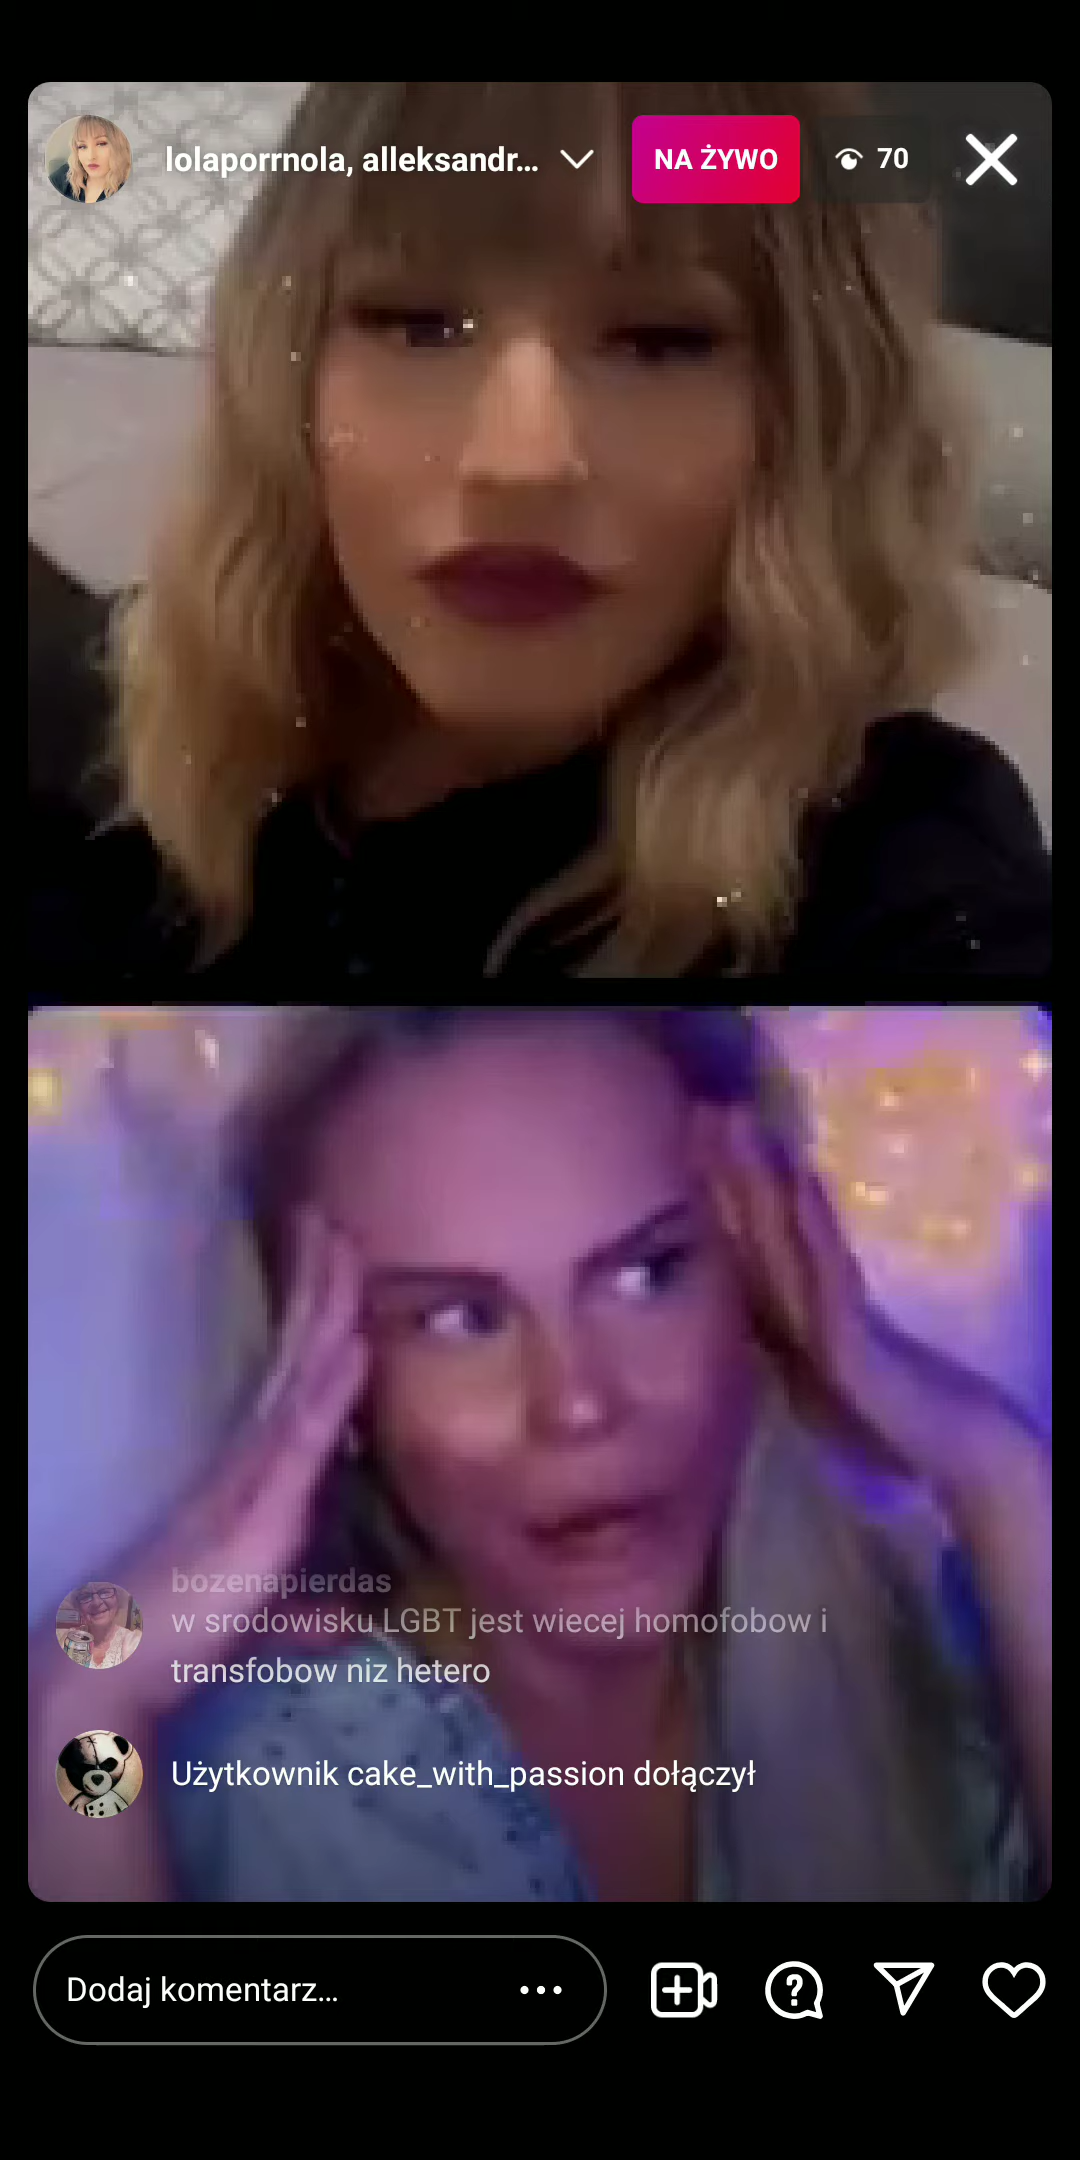 lolaporrnola, alleksandr...
NA ŻYWO
70
bozenapierdas
w srodowisku LGBT jest wiecej homofobow i
transfobow niz hetero
Użytkownik cake_with_passion dołączył
Dodaj komentarz...